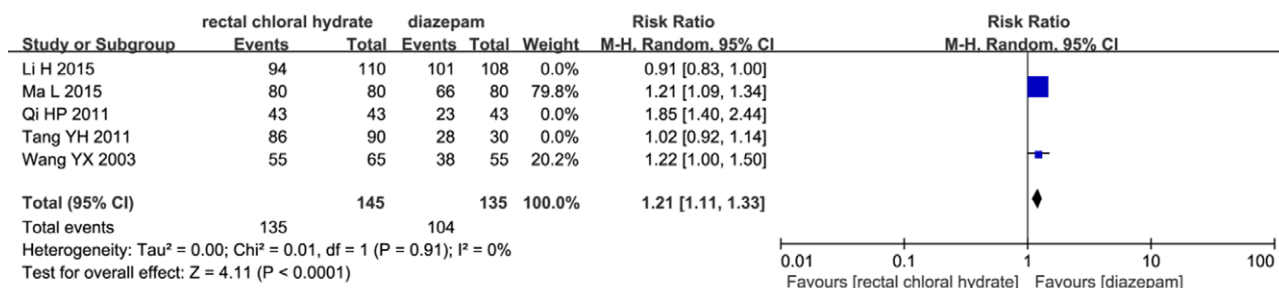 rectal chloral hydrate diazepam Risk Ratio Risk Ratio
Study or Subgroup Events Total Events Total Weight M-H, Random, 95% CI M-H, Random, 95% CI
Li H 2015 94 110 101 108 0.0% 0.91 [0.83, 1.00]
Ma L 2015 80 80 66 80 79.8% 1.21 [1.09, 1.34]
Qi HP 2011 43 43 23 43 0.0% 1.85 [1.40, 2.44]
Tang YH 2011 86 90 28 30 0.0% 1.02 [0.92, 1.14]
Wang YX 2003 55 65 38 55 20.2% 1.22 [1.00, 1.50]
Total (95% CI) 145 135 100.0% 1.21 [1.11, 1.33]
Total events 135 104
Heterogeneity: Tau² = 0.00; Chi² = 0.01, df = 1 (P = 0.91); I² = 0%
Test for overall effect: Z = 4.11 (P < 0.0001)
0.01 0.1 1 10 100
Favours [rectal chloral hydrate] Favours [diazepam]